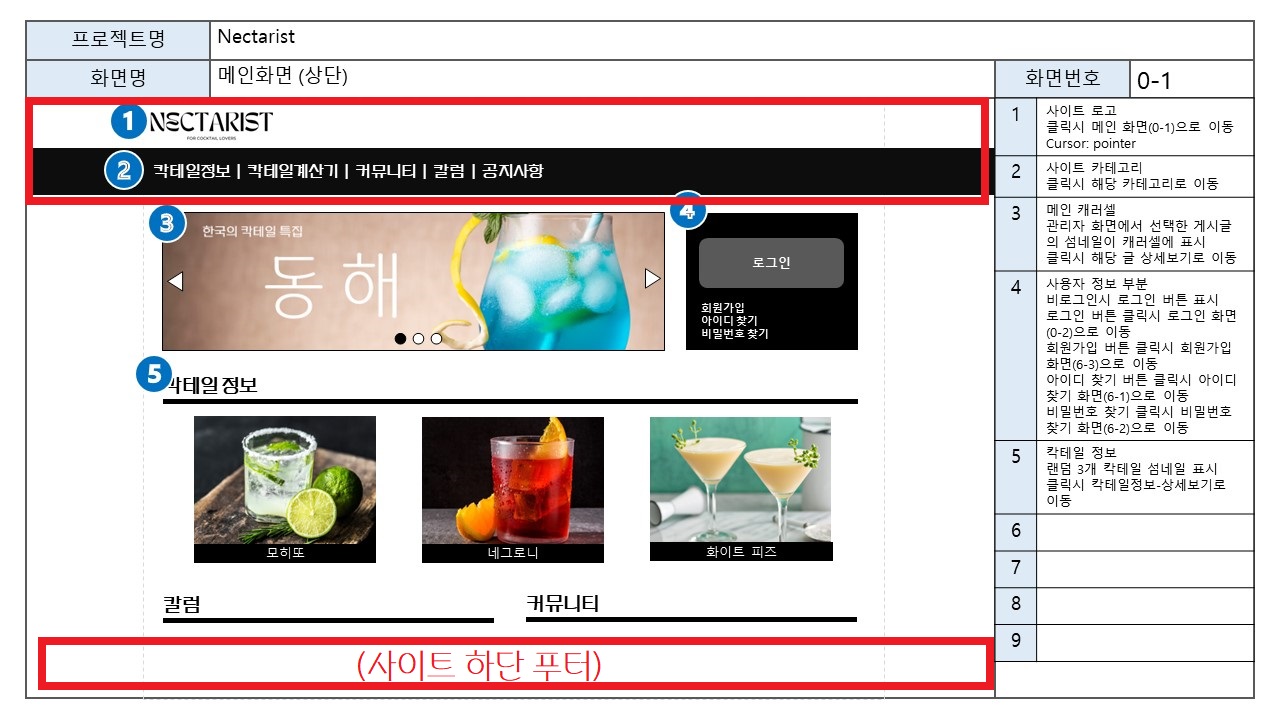 프로젝트명 Nectarist
화면명 메인화면 (상단) 화면번호 0-1
1 NECTARIST
FOR COCKTAIL LOVERS
2 칵테일정보 | 칵테일계산기 | 커뮤니티 | 칼럼 | 공지사항
3 한국의 칵테일 특집
동해
4
로그인
회원가입
아이디 찾기
비밀번호 찾기
5 칵테일 정보
모히또 네그로니 화이트 피즈
칼럼 커뮤니티
(사이트 하단 푸터)
1 사이트 로고
클릭시 메인 화면(0-1)으로 이동
Cursor: pointer
2 사이트 카테고리
클릭시 해당 카테고리로 이동
3 메인 캐러셀
관리자 화면에서 선택한 게시글
의 섬네일이 캐러셀에 표시
클릭시 해당 글 상세보기로 이동
4 사용자 정보 부분
비로그인시 로그인 버튼 표시
로그인 버튼 클릭시 로그인 화면
(0-2)으로 이동
회원가입 버튼 클릭시 회원가입
화면(6-3)으로 이동
아이디 찾기 버튼 클릭시 아이디
찾기 화면(6-1)으로 이동
비밀번호 찾기 클릭시 비밀번호
찾기 화면(6-2)으로 이동
5 칵테일 정보
랜덤 3개 칵테일 섬네일 표시
클릭시 칵테일정보-상세보기로
이동
6
7
8
9